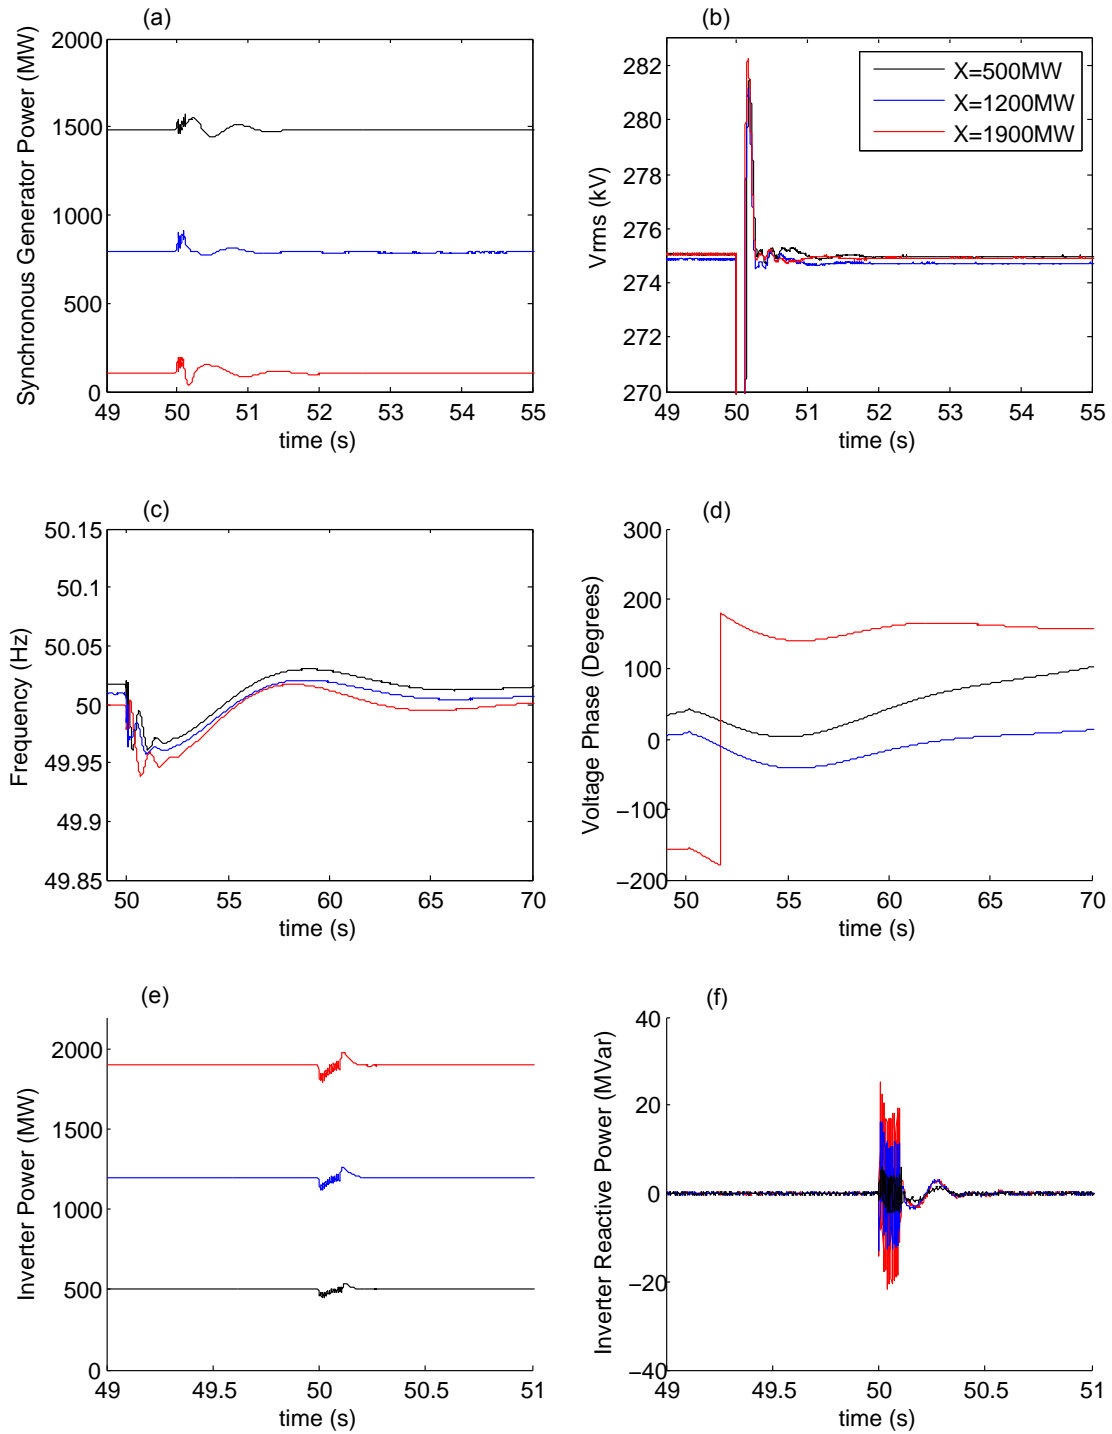 (a)
Synchronous Generator Power (MW)
2000
1500
1000
500
0
49 50 51 52 53 54 55
time (s)
(b)
Vrms (kV)
282
280
278
276
274
272
270
X=500MW
X=1200MW
X=1900MW
49 50 51 52 53 54 55
time (s)
(c)
Frequency (Hz)
50.15
50.1
50.05
50
49.95
49.9
49.85
50 55 60 65 70
time (s)
(d)
Voltage Phase (Degrees)
300
200
100
0
−100
−200
50 55 60 65 70
time (s)
(e)
Inverter Power (MW)
2000
1500
1000
500
0
49 49.5 50 50.5 51
time (s)
(f)
Inverter Reactive Power (MVar)
40
20
0
−20
−40
49 49.5 50 50.5 51
time (s)